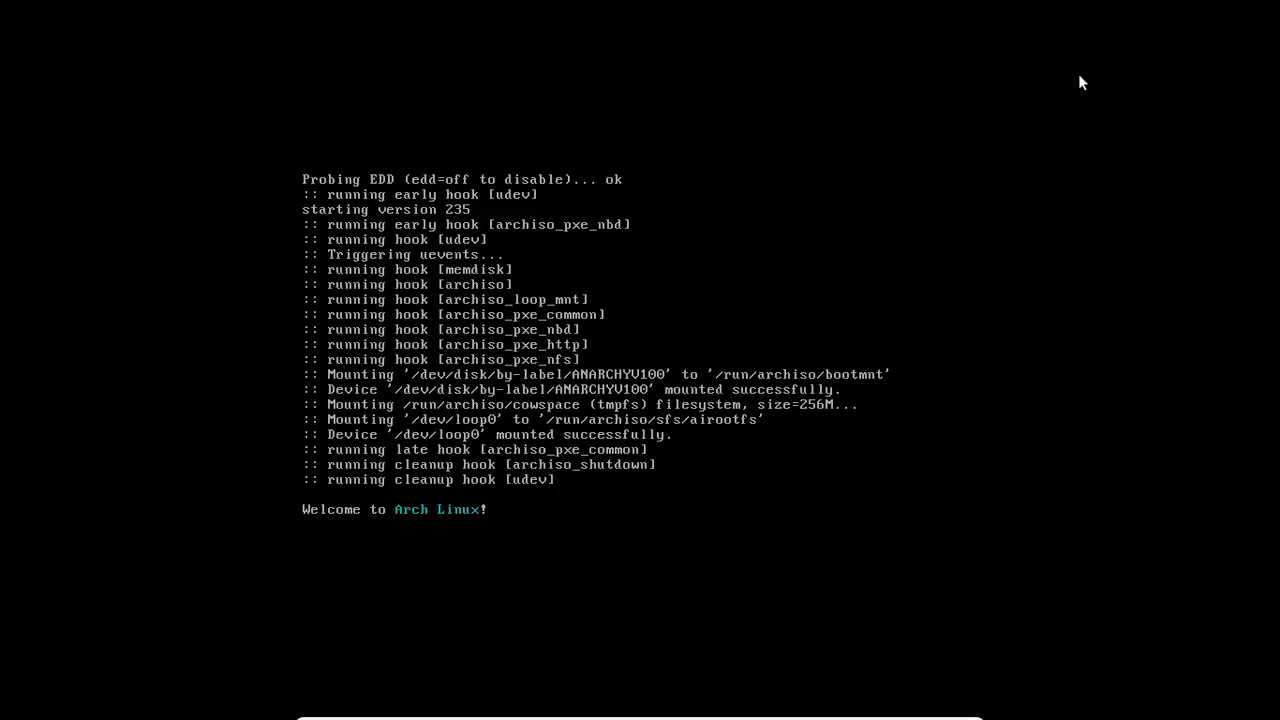 Probing EDD (edd=off to disable)... ok
:: running early hook [udev]
starting version 235
:: running early hook [archiso_pxe_nbd]
:: running hook [udev]
:: Triggering uevents...
:: running hook [memdisk]
:: running hook [archiso]
:: running hook [archiso_loop_mnt]
:: running hook [archiso_pxe_common]
:: running hook [archiso_pxe_nbd]
:: running hook [archiso_pxe_http]
:: running hook [archiso_pxe_nfs]
:: Mounting '/dev/disk/by-label/ANARCHYV100' to '/run/archiso/bootmnt'
:: Device '/dev/disk/by-label/ANARCHYV100' mounted successfully.
:: Mounting /run/archiso/cowspace (tmpfs) filesystem, size=256M...
:: Mounting '/dev/loop0' to '/run/archiso/sfs/airootfs'
:: Device '/dev/loop0' mounted successfully.
:: running late hook [archiso_pxe_common]
:: running cleanup hook [archiso_shutdown]
:: running cleanup hook [udev]
Welcome to Arch Linux!